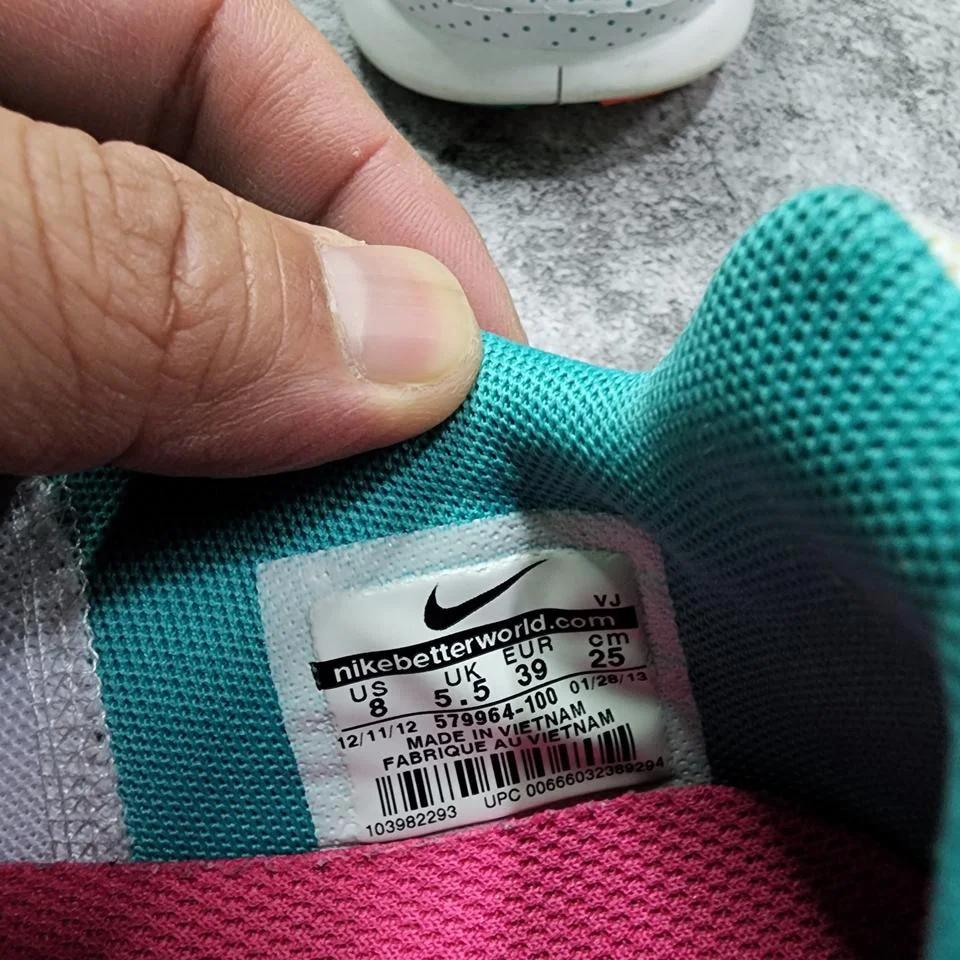 VJ
nikebetterworld.com
US UK EUR cm
8 5.5 39 25
12/11/12 579964-100 01/28/13
MADE IN VIETNAM
FABRIQUE AU VIETNAM
103982293 UPC 00666032389294